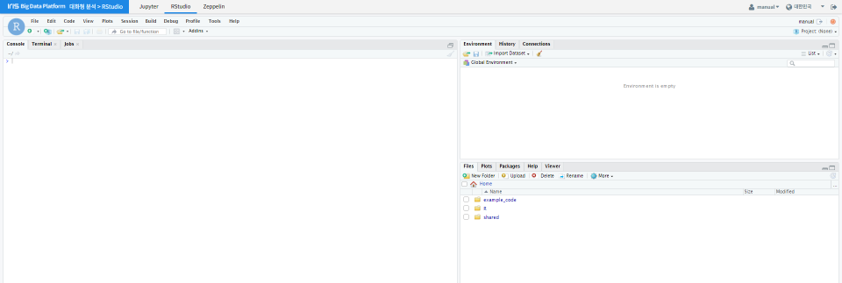 Big Data Platform 대화형 분석 > RStudio Jupyter RStudio Zeppelin manual 대한민국
R File Edit Code View Plots Session Build Debug Profile Tools Help manual
Go to file/function Addins Project: (None)
Console Terminal Jobs
Environment History Connections
Import Dataset List
Global Environment
Environment is empty
Files Plots Packages Help Viewer
New Folder Upload Delete Rename More
Home
Name Size Modified
example_code
R
shared